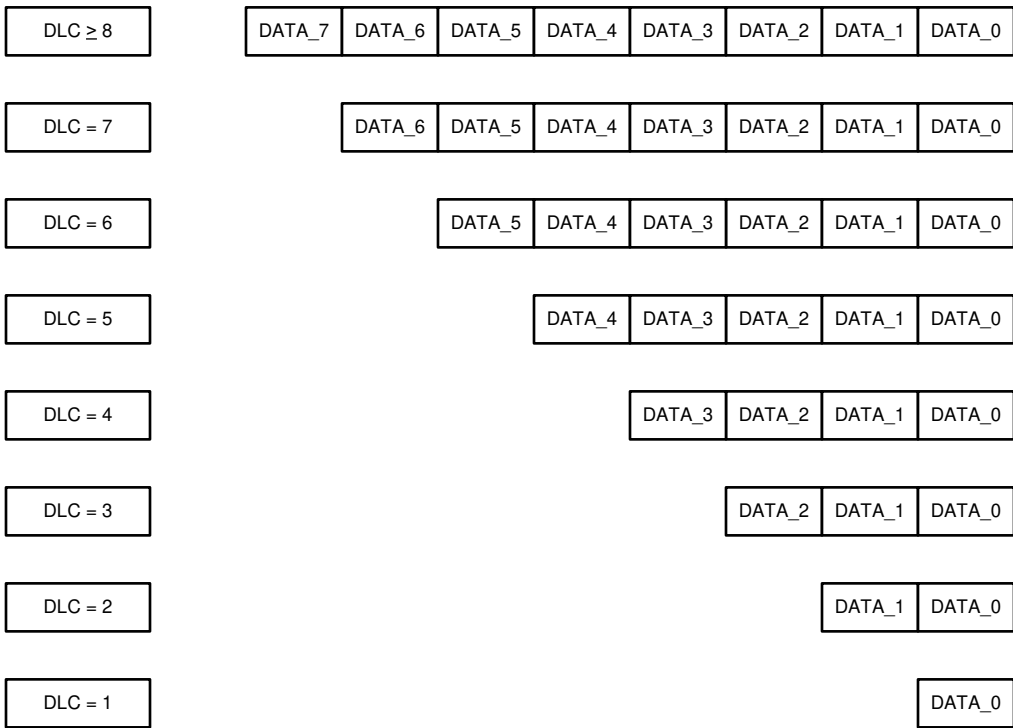 DLC ≥ 8 DATA_7 DATA_6 DATA_5 DATA_4 DATA_3 DATA_2 DATA_1 DATA_0
DLC = 7 DATA_6 DATA_5 DATA_4 DATA_3 DATA_2 DATA_1 DATA_0
DLC = 6 DATA_5 DATA_4 DATA_3 DATA_2 DATA_1 DATA_0
DLC = 5 DATA_4 DATA_3 DATA_2 DATA_1 DATA_0
DLC = 4 DATA_3 DATA_2 DATA_1 DATA_0
DLC = 3 DATA_2 DATA_1 DATA_0
DLC = 2 DATA_1 DATA_0
DLC = 1 DATA_0